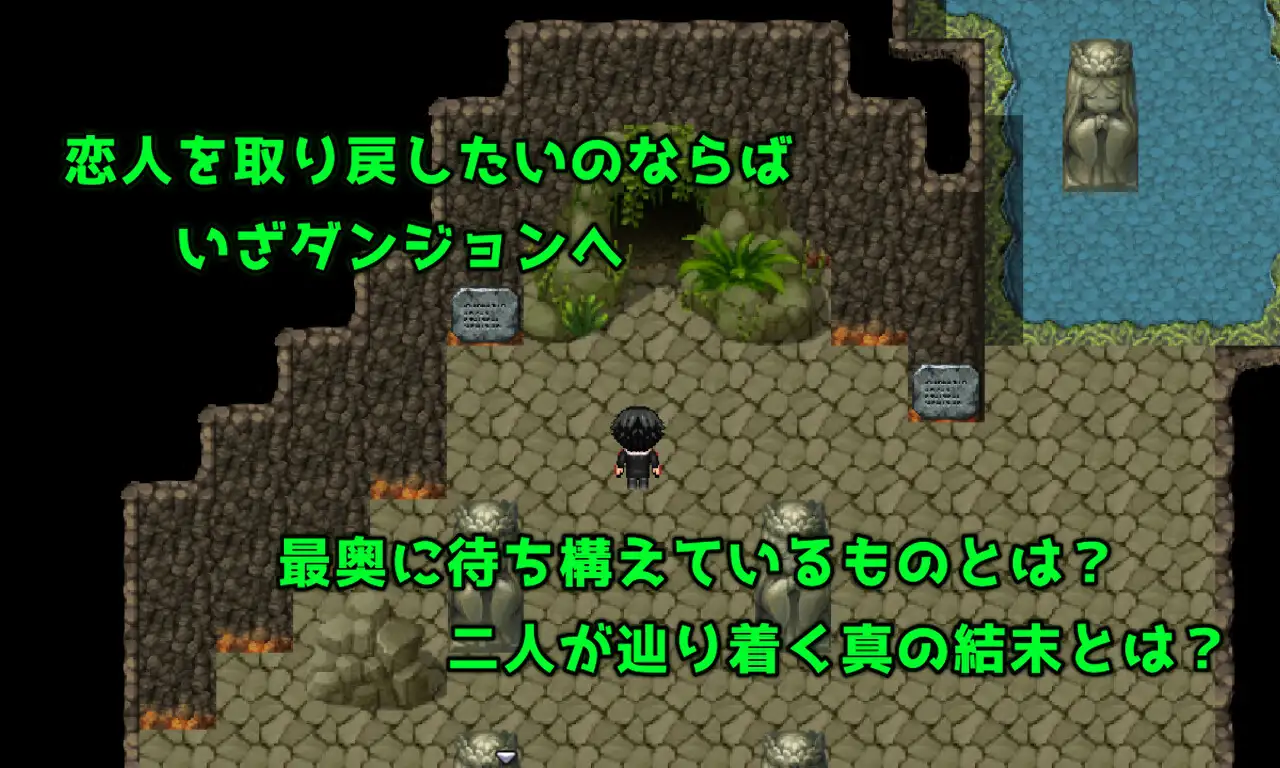 恋人を取り戻したいのならば
いざダンジョンへ
最奥に待ち構えているものとは？
二人が辿り着く真の結末とは？